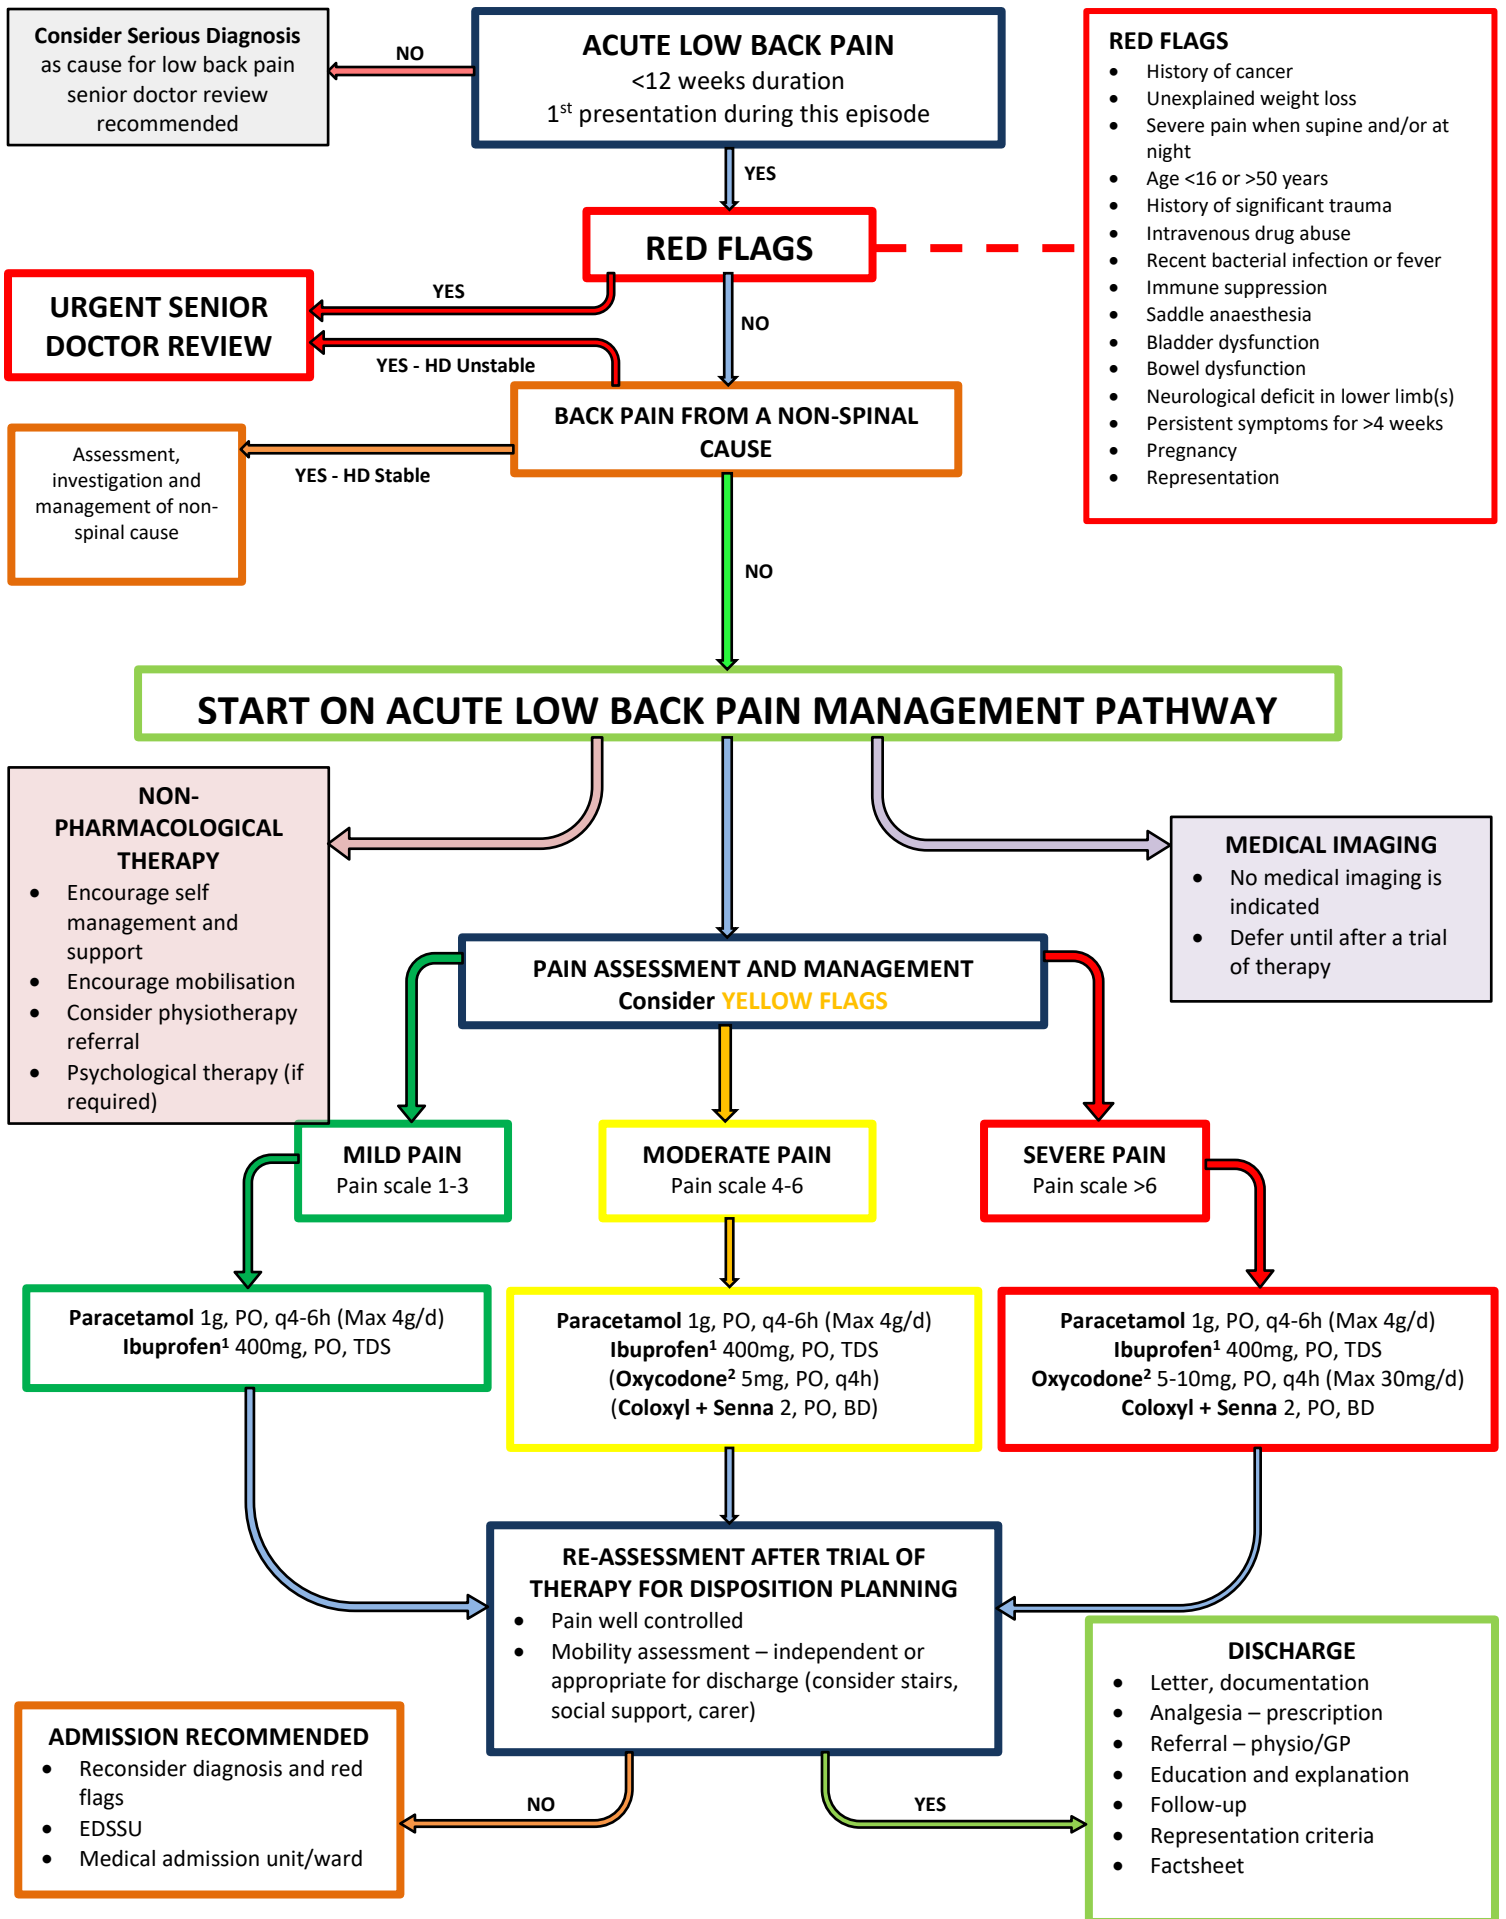 Consider Serious Diagnosis
as cause for low back pain
senior doctor review
recommended
NO
ACUTE LOW BACK PAIN
<12 weeks duration
1st presentation during this episode
YES
RED FLAGS
• History of cancer
• Unexplained weight loss
• Severe pain when supine and/or at
night
• Age <16 or >50 years
• History of significant trauma
• Intravenous drug abuse
• Recent bacterial infection or fever
• Immune suppression
• Saddle anaesthesia
• Bladder dysfunction
• Bowel dysfunction
• Neurological deficit in lower limb(s)
• Persistent symptoms for >4 weeks
• Pregnancy
• Representation
RED FLAGS
YES
URGENT SENIOR
DOCTOR REVIEW
NO
YES - HD Unstable
BACK PAIN FROM A NON-SPINAL
CAUSE
YES - HD Stable
Assessment,
investigation and
management of non-
spinal cause
NO
START ON ACUTE LOW BACK PAIN MANAGEMENT PATHWAY
NON-
PHARMACOLOGICAL
THERAPY
• Encourage self
management and
support
• Encourage mobilisation
• Consider physiotherapy
referral
• Psychological therapy (if
required)
MEDICAL IMAGING
• No medical imaging is
indicated
• Defer until after a trial
of therapy
PAIN ASSESSMENT AND MANAGEMENT
Consider YELLOW FLAGS
MILD PAIN
Pain scale 1-3
MODERATE PAIN
Pain scale 4-6
SEVERE PAIN
Pain scale >6
Paracetamol 1g, PO, q4-6h (Max 4g/d)
Ibuprofen¹ 400mg, PO, TDS
Paracetamol 1g, PO, q4-6h (Max 4g/d)
Ibuprofen¹ 400mg, PO, TDS
(Oxycodone² 5mg, PO, q4h)
(Coloxyl + Senna 2, PO, BD)
Paracetamol 1g, PO, q4-6h (Max 4g/d)
Ibuprofen¹ 400mg, PO, TDS
Oxycodone² 5-10mg, PO, q4h (Max 30mg/d)
Coloxyl + Senna 2, PO, BD
RE-ASSESSMENT AFTER TRIAL OF
THERAPY FOR DISPOSITION PLANNING
• Pain well controlled
• Mobility assessment – independent or
appropriate for discharge (consider stairs,
social support, carer)
NO
YES
ADMISSION RECOMMENDED
• Reconsider diagnosis and red
flags
• EDSSU
• Medical admission unit/ward
DISCHARGE
• Letter, documentation
• Analgesia – prescription
• Referral – physio/GP
• Education and explanation
• Follow-up
• Representation criteria
• Factsheet